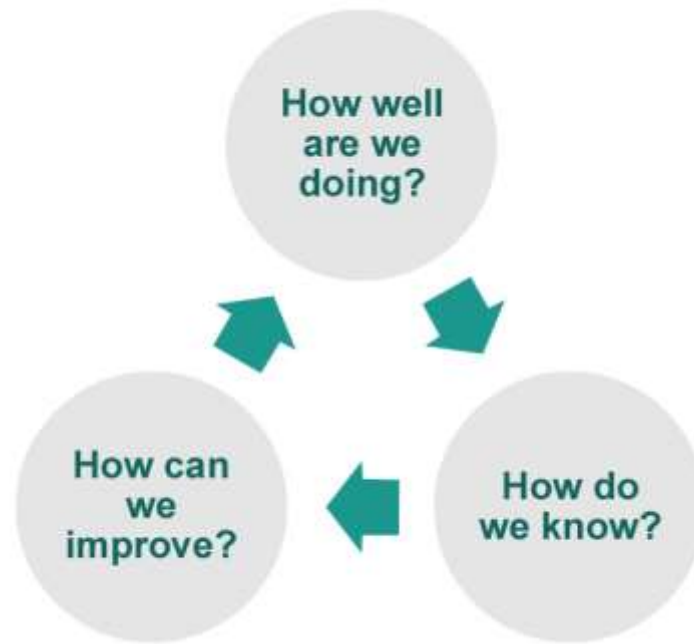 How well
are we
doing?
How do
we know?
How can
we
improve?